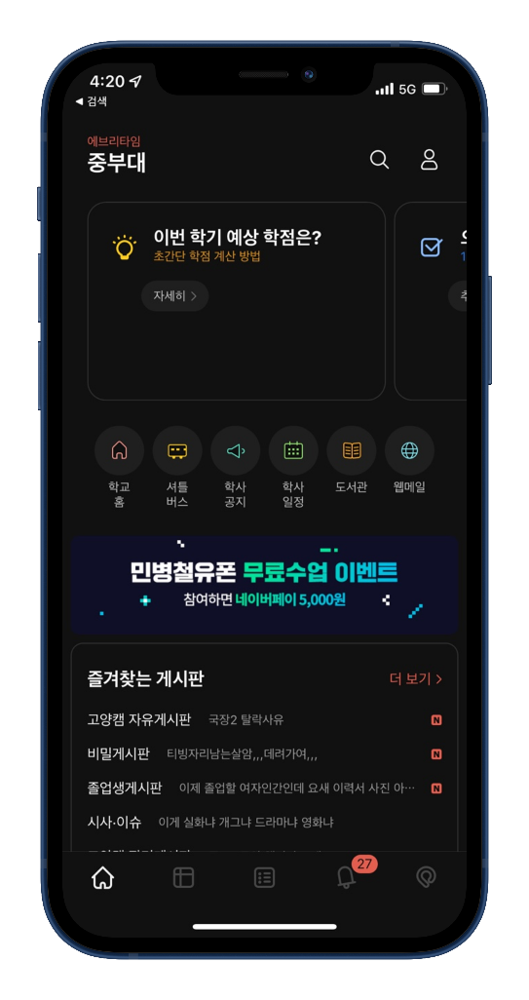 4:20
5G
◀ 검색
에브리타임
중부대
이번 학기 예상 학점은?
초간단 학점 계산 방법
자세히 >
학교 홈
셔틀 버스
학사 공지
학사 일정
도서관
웹메일
민병철유폰 무료수업 이벤트
참여하면 네이버페이 5,000원
즐겨찾는 게시판
더 보기 >
고양캠 자유게시판 국장2 탈락사유 N
비밀게시판 티빙자리남는살암,,,데려가여,,, N
졸업생게시판 이제 졸업할 여자인간인데 요새 이력서 사진 아… N
시사·이슈 이게 실화냐 개그냐 드라마냐 영화냐
27